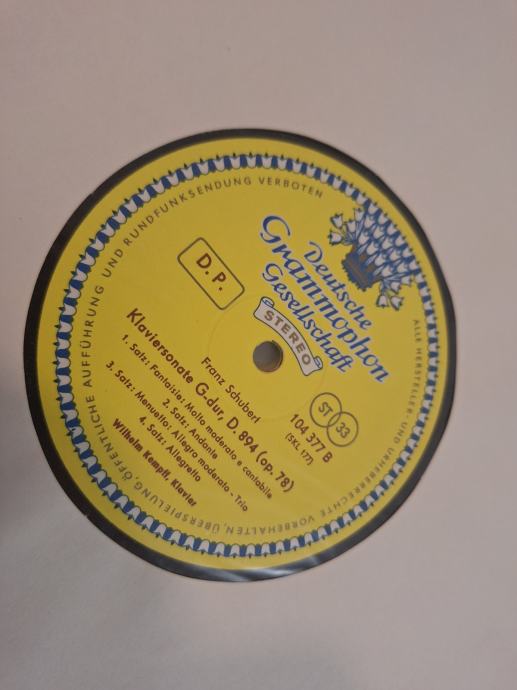 Deutsche
Grammophon
Gesellschaft
STEREO
D. P.
ST 33
104 377 B
(SKL 177)
Franz Schubert
Klaviersonate G-dur, D. 894 (op. 78)
1. Satz: Fantaisie: Molto moderato e cantabile
2. Satz: Andante
3. Satz: Menuetto: Allegro moderato - Trio
4. Satz: Allegretto
Wilhelm Kempff, Klavier
ALLE HERSTELLER- UND URHEBERRECHTE VORBEHALTEN, ÜBERSPIELUNG, ÖFFENTLICHE AUFFÜHRUNG UND RUNDFUNKSENDUNG VERBOTEN